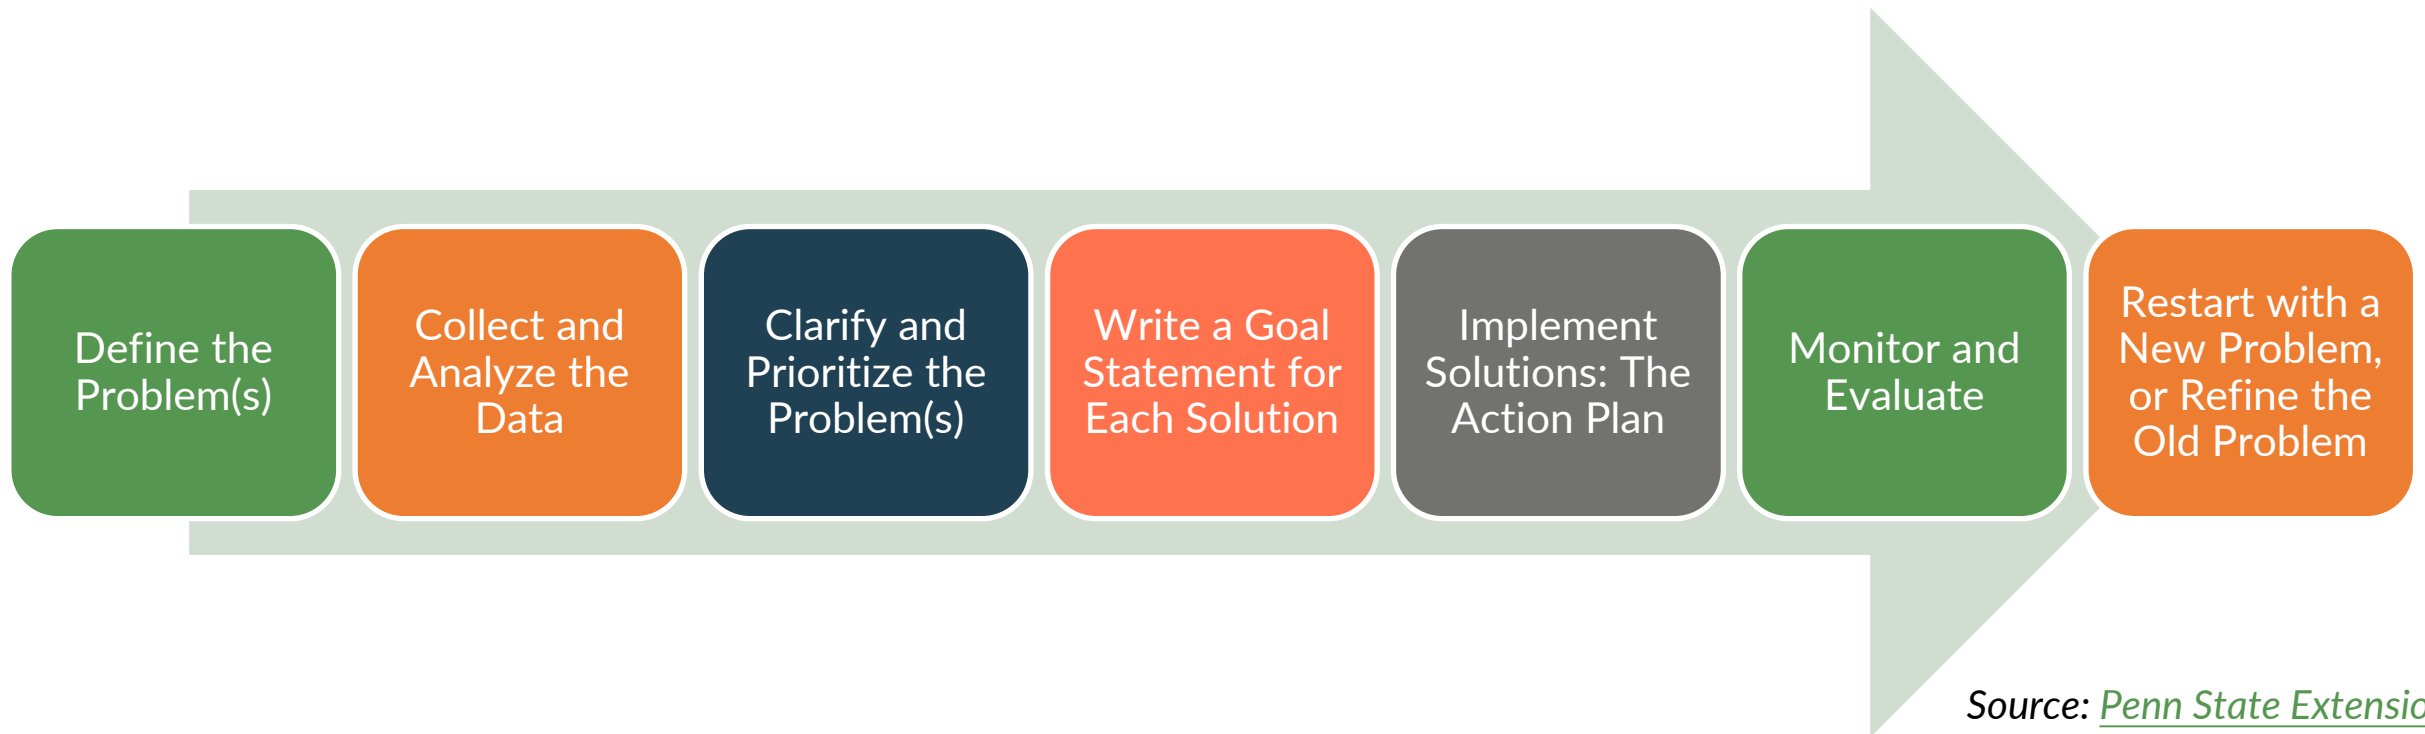 Define the
Problem(s)
Collect and
Analyze the
Data
Clarify and
Prioritize the
Problem(s)
Write a Goal
Statement for
Each Solution
Implement
Solutions: The
Action Plan
Monitor and
Evaluate
Restart with a
New Problem,
or Refine the
Old Problem
Source: Penn State Extensio